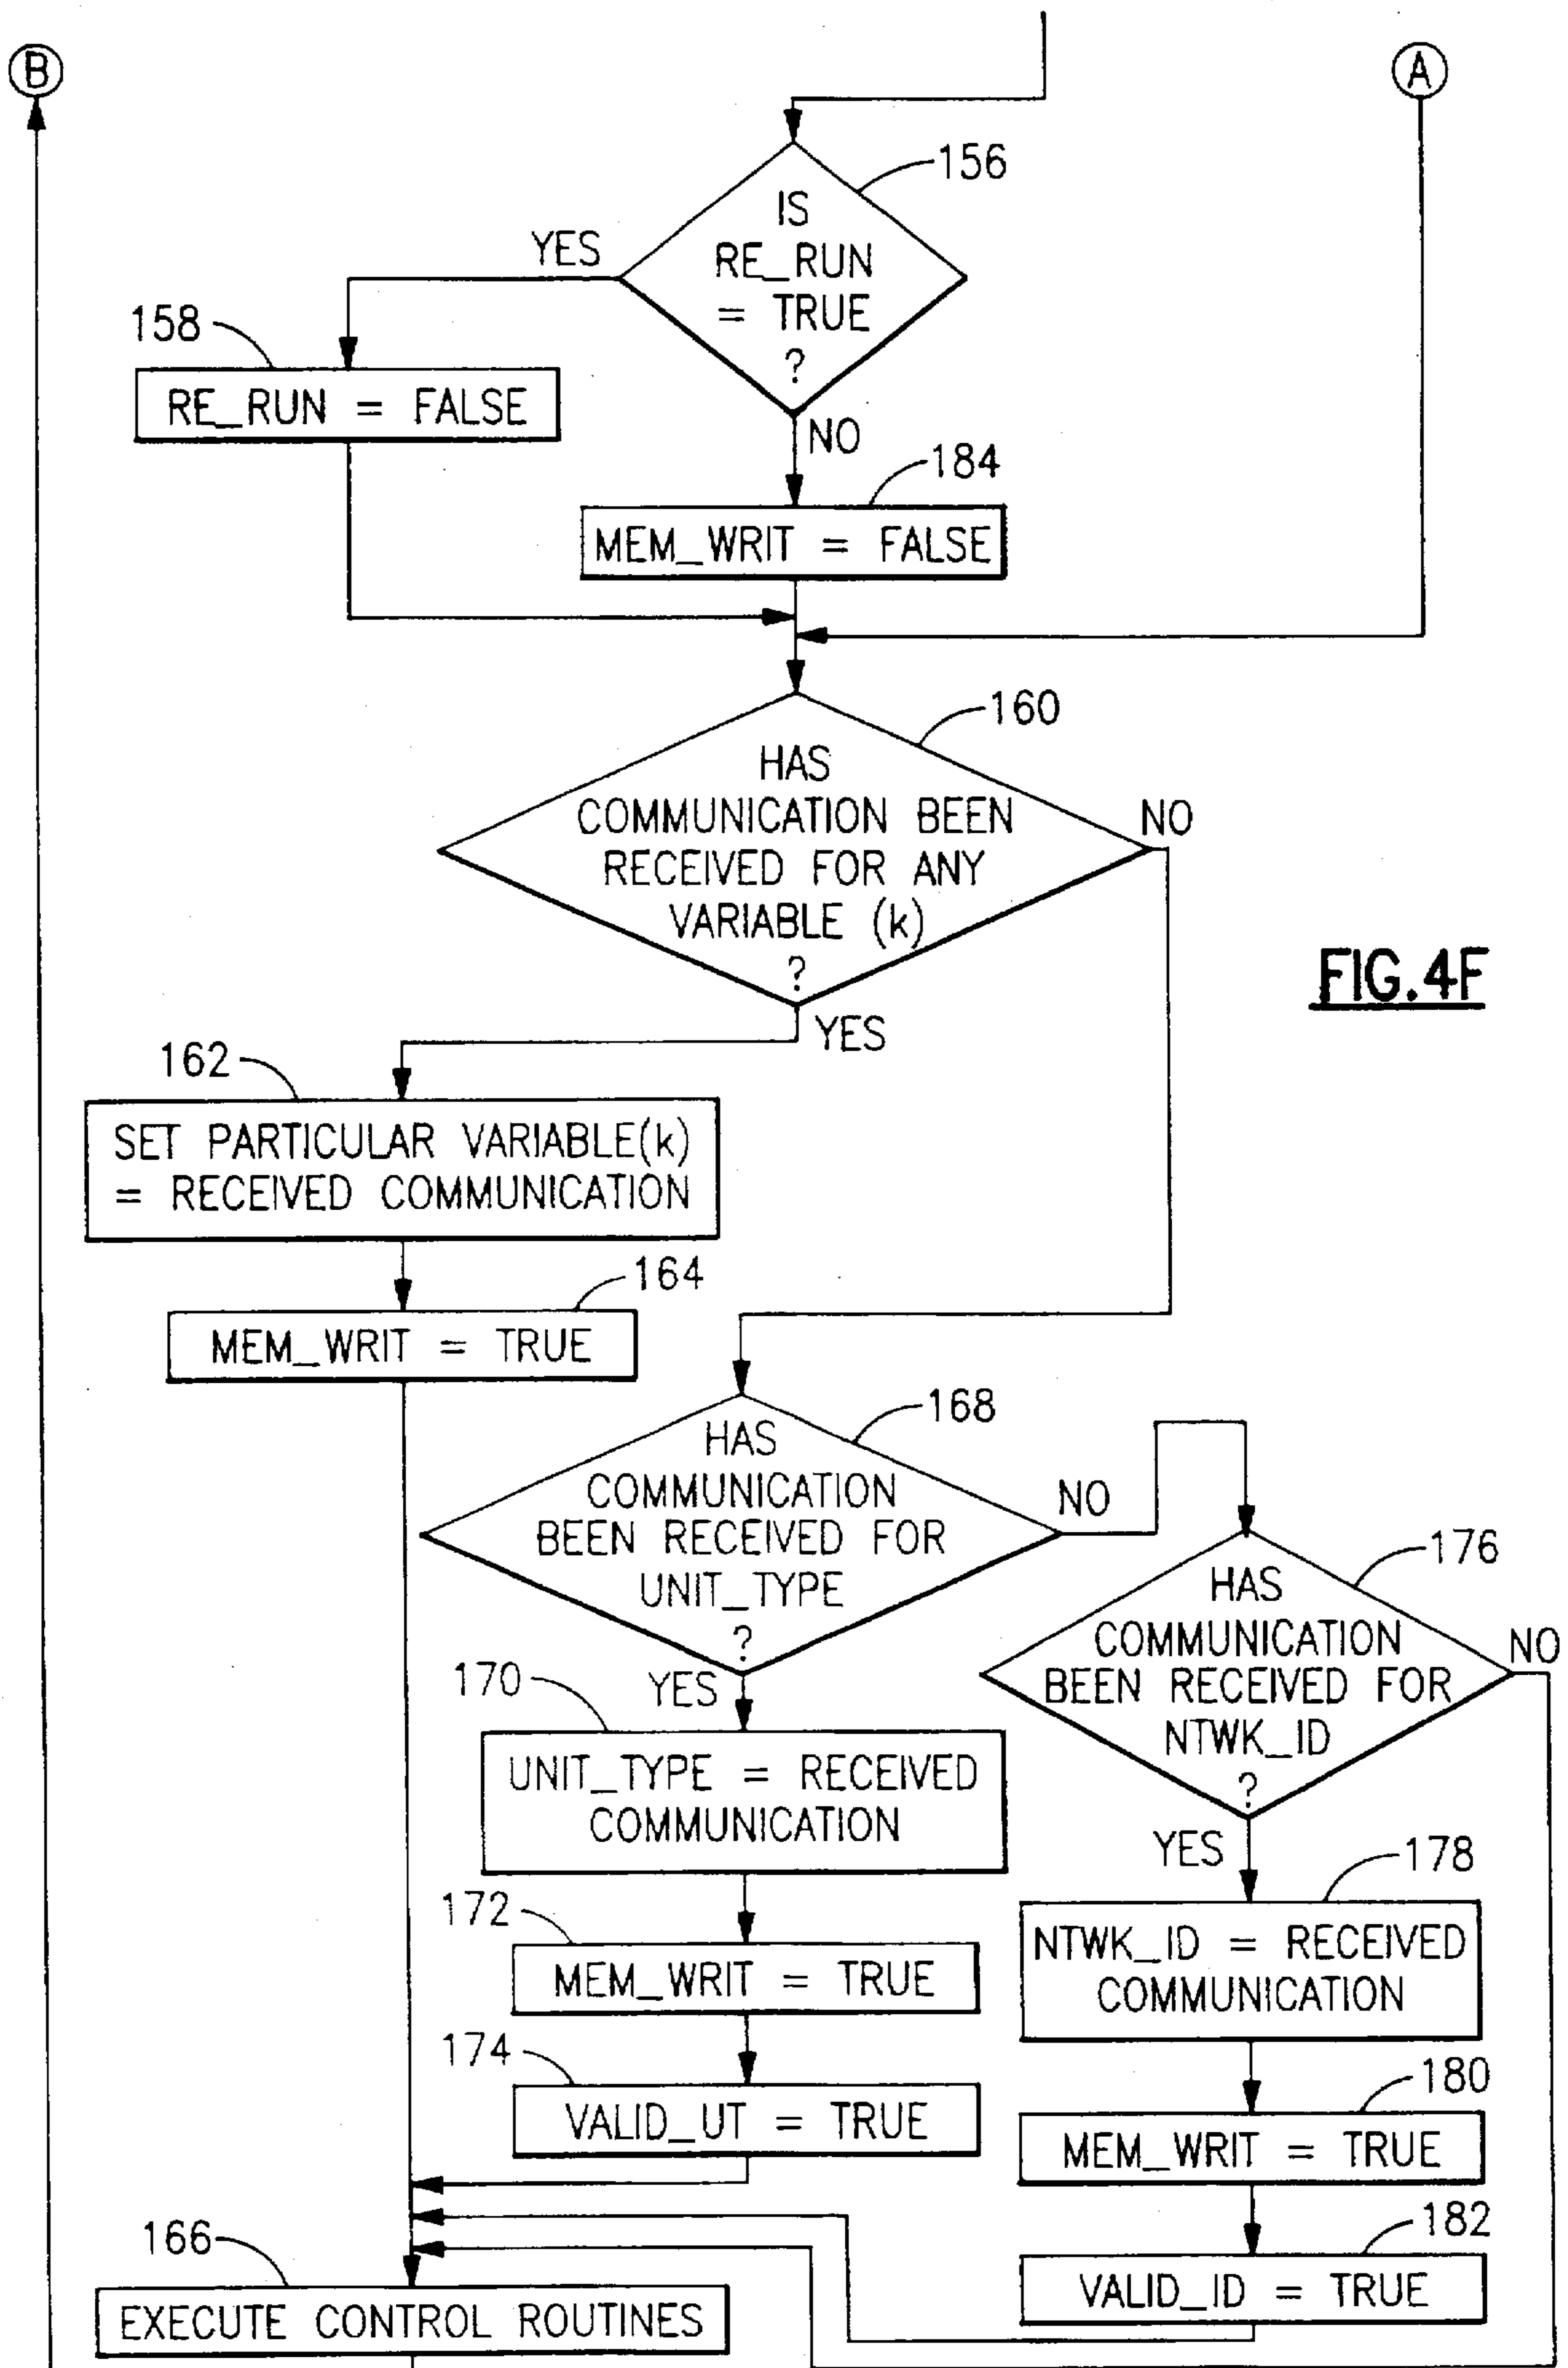 B
A
156
IS
RE_RUN
= TRUE
?
YES
158
RE_RUN = FALSE
NO
184
MEM_WRIT = FALSE
160
HAS
COMMUNICATION BEEN
RECEIVED FOR ANY
VARIABLE (k)
?
NO
FIG.4F
YES
162
SET PARTICULAR VARIABLE(k)
= RECEIVED COMMUNICATION
164
MEM_WRIT = TRUE
168
HAS
COMMUNICATION
BEEN RECEIVED FOR
UNIT_TYPE
?
NO
176
HAS
COMMUNICATION
BEEN RECEIVED FOR
NTWK_ID
?
NO
YES
170
UNIT_TYPE = RECEIVED
COMMUNICATION
YES
178
NTWK_ID = RECEIVED
COMMUNICATION
172
MEM_WRIT = TRUE
174
VALID_UT = TRUE
180
MEM_WRIT = TRUE
182
VALID_ID = TRUE
166
EXECUTE CONTROL ROUTINES